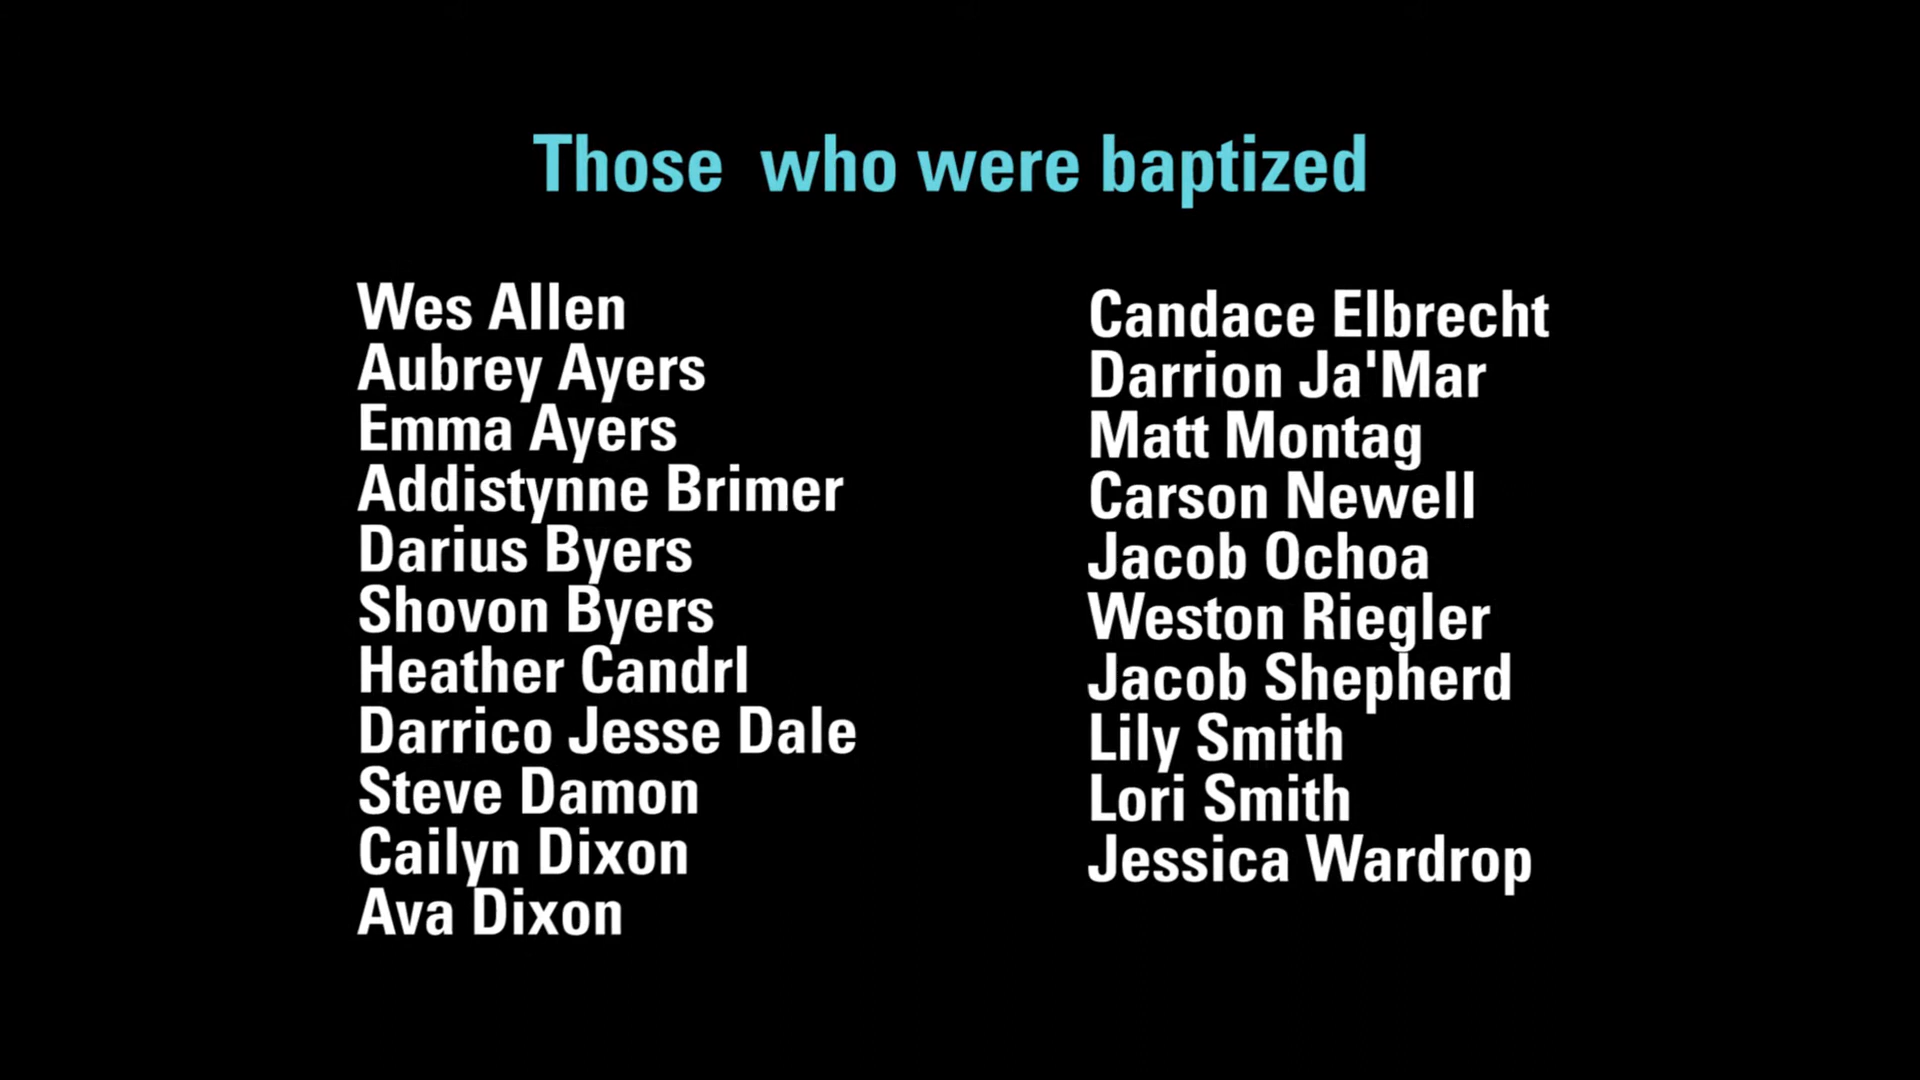 Those  who were baptized
Wes Allen
Aubrey Ayers
Emma Ayers
Addistynne Brimer
Darius Byers
Shovon Byers
Heather Candrl
Darrico Jesse Dale
Steve Damon
Cailyn Dixon
Ava Dixon
Candace Elbrecht
Darrion Ja'Mar
Matt Montag
Carson Newell
Jacob Ochoa
Weston Riegler
Jacob Shepherd
Lily Smith
Lori Smith
Jessica Wardrop